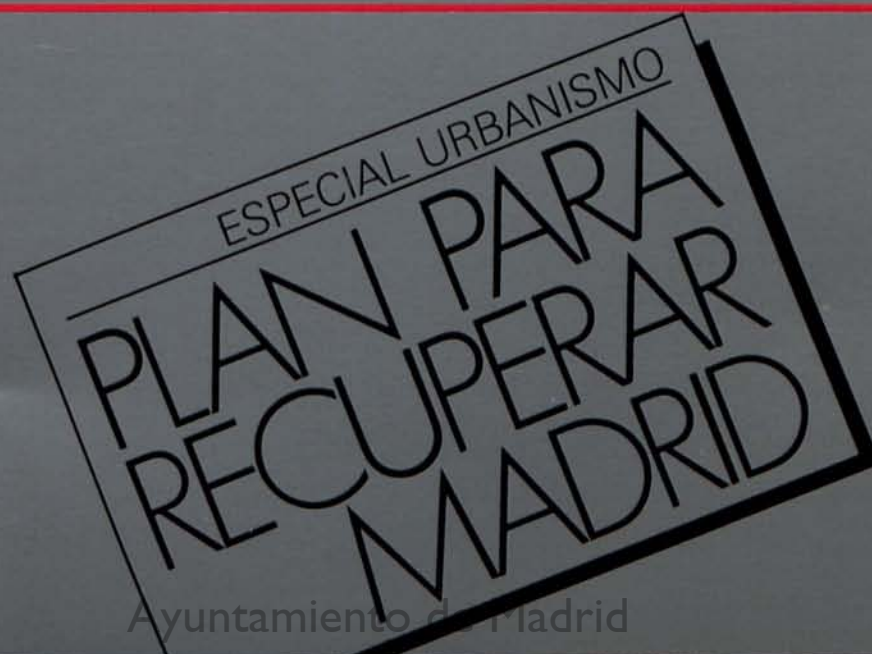 ESPECIAL URBANISMO
PLAN PARA
RECUPERAR
MADRID
Ayuntamiento de Madrid